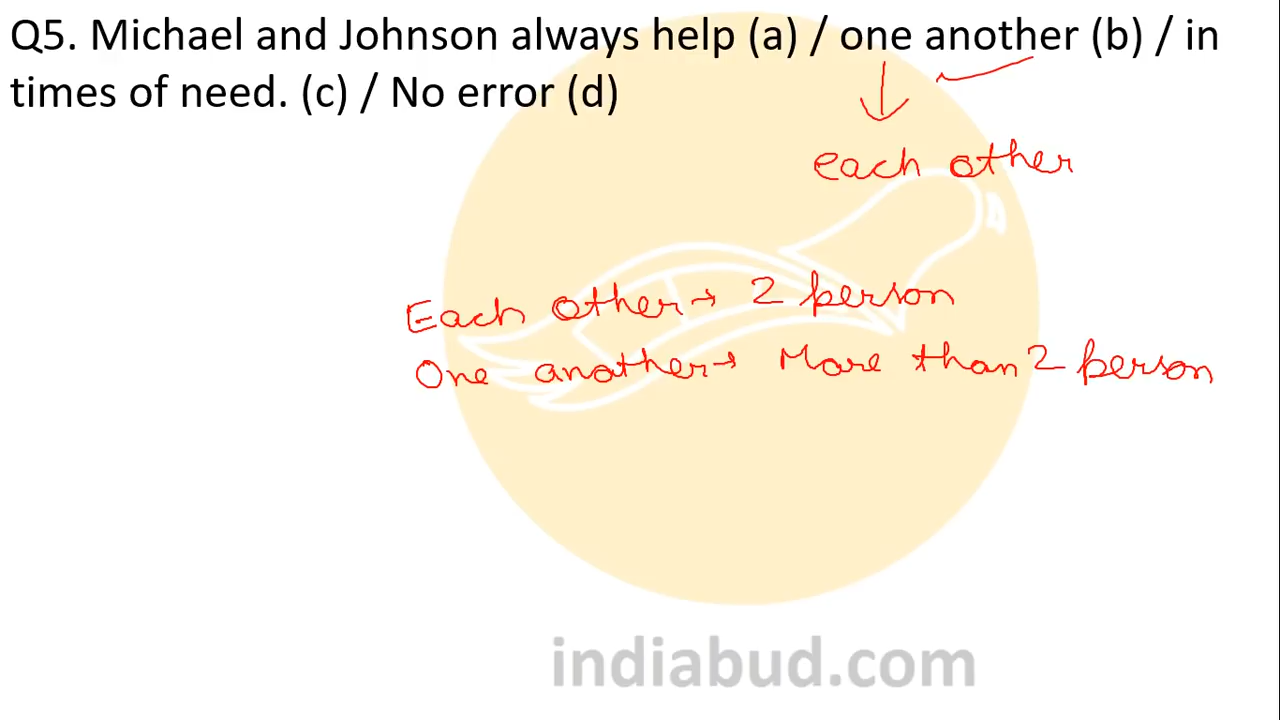 Q5. Michael and Johnson always help (a) / one another (b) / in
times of need. (c) / No error (d)
each other
Each other → 2 person
One another → More than 2 person
indiabud.com